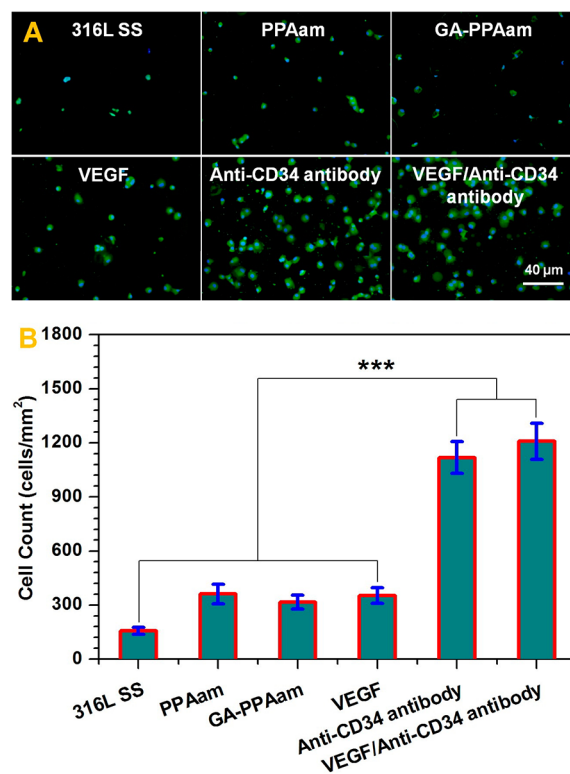 A
316L SS
PPAam
GA-PPAam
VEGF
Anti-CD34 antibody
VEGF/Anti-CD34
antibody
40 µm
B
1800
1500
1200
900
600
300
0
Cell Count (cells/mm²)
***
316L SS
PPAam
GA-PPAam
VEGF
Anti-CD34 antibody
VEGF/Anti-CD34 antibody